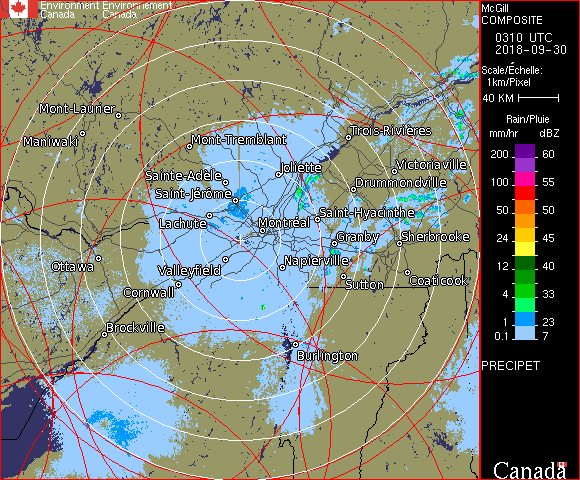 Environment Environnement
Canada Canada
McGill
COMPOSITE
0310 UTC
2018-09-30
Scale/Échelle:
1km/Pixel
40 KM
Rain/Pluie
mm/hr dBZ
200 60
100 55
50 50
24 45
12 40
4 33
1 23
0.1 7
PRECIPET
Canada
Mont-Laurier
Maniwaki
Mont-Tremblant
Trois-Rivières
Sainte-Adèle
Joliette
Victoriaville
Saint-Jérôme
Drummondville
Lachute
Montréal
Saint-Hyacinthe
Granby
Sherbrooke
Ottawa
Valleyfield
Napierville
Cornwall
Sutton
Coaticook
Brockville
Burlington